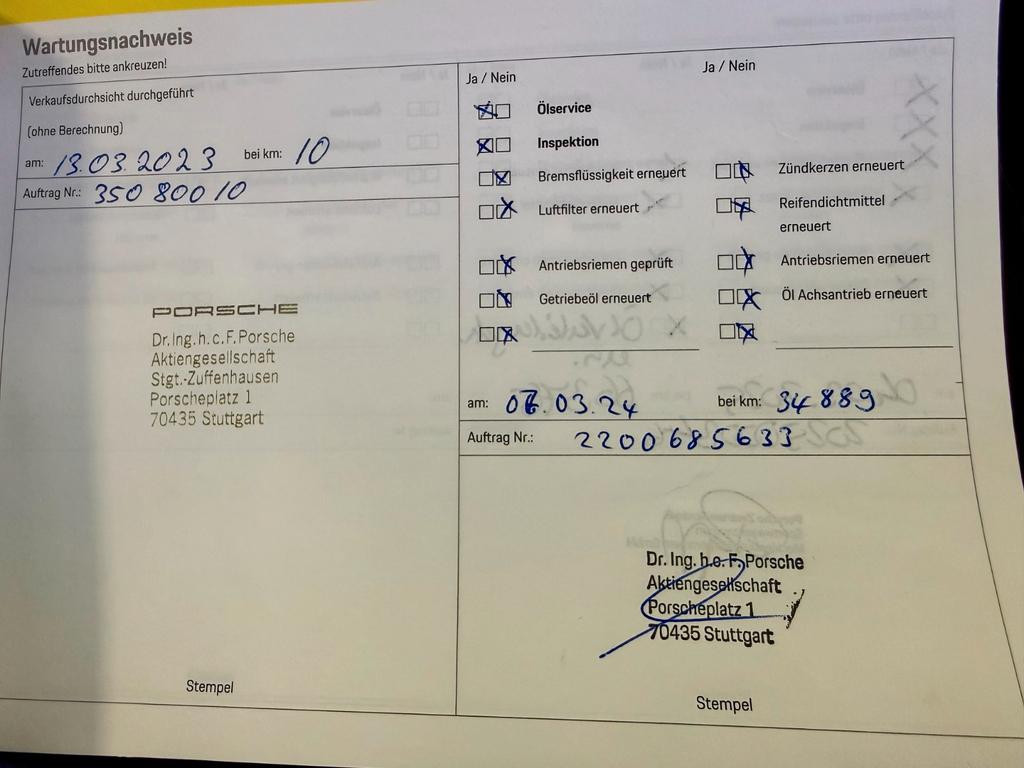 Wartungsnachweis
Zutreffendes bitte ankreuzen!
Verkaufsdurchsicht durchgeführt
(ohne Berechnung)
am: 13.03.2023 bei km: 10
Auftrag Nr.: 350 800 10
PORSCHE
Dr.Ing.h.c.F.Porsche
Aktiengesellschaft
Stgt.-Zuffenhausen
Porscheplatz 1
70435 Stuttgart
Stempel
Ja / Nein Ja / Nein
Ölservice
Inspektion
Bremsflüssigkeit erneuert Zündkerzen erneuert
Luftfilter erneuert Reifendichtmittel
erneuert
Antriebsriemen geprüft Antriebsriemen erneuert
Getriebeöl erneuert Öl Achsantrieb erneuert
am: 03.24 bei km: 34889
Auftrag Nr.: 2200685633
Dr. Ing. h.c. F. Porsche
Aktiengesellschaft
Porscheplatz 1
70435 Stuttgart
Stempel